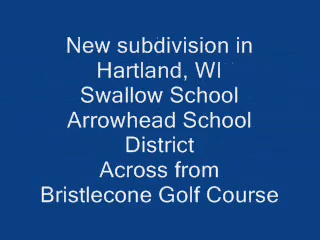 New subdivision in
Hartland, WI
Swallow School
Arrowhead School
District
Across from
Bristlecone Golf Course